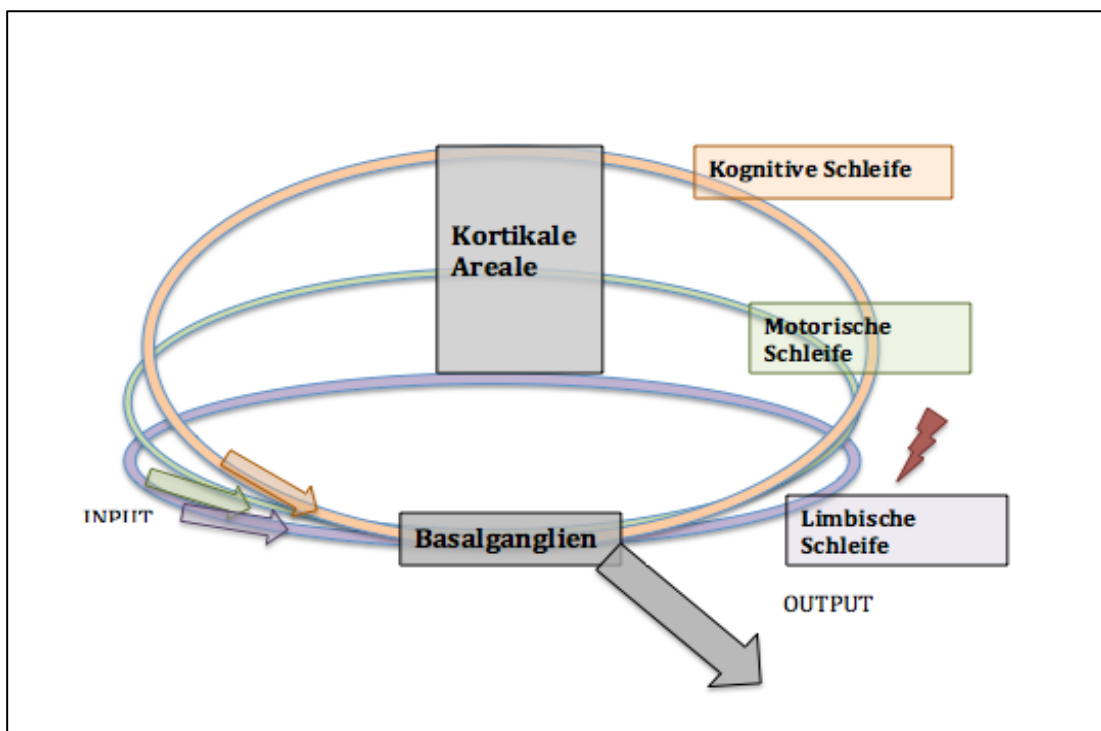 Kognitive Schleife
Kortikale
Areale
Motorische
Schleife
INPUT
Basalganglien
Limbische
Schleife
OUTPUT